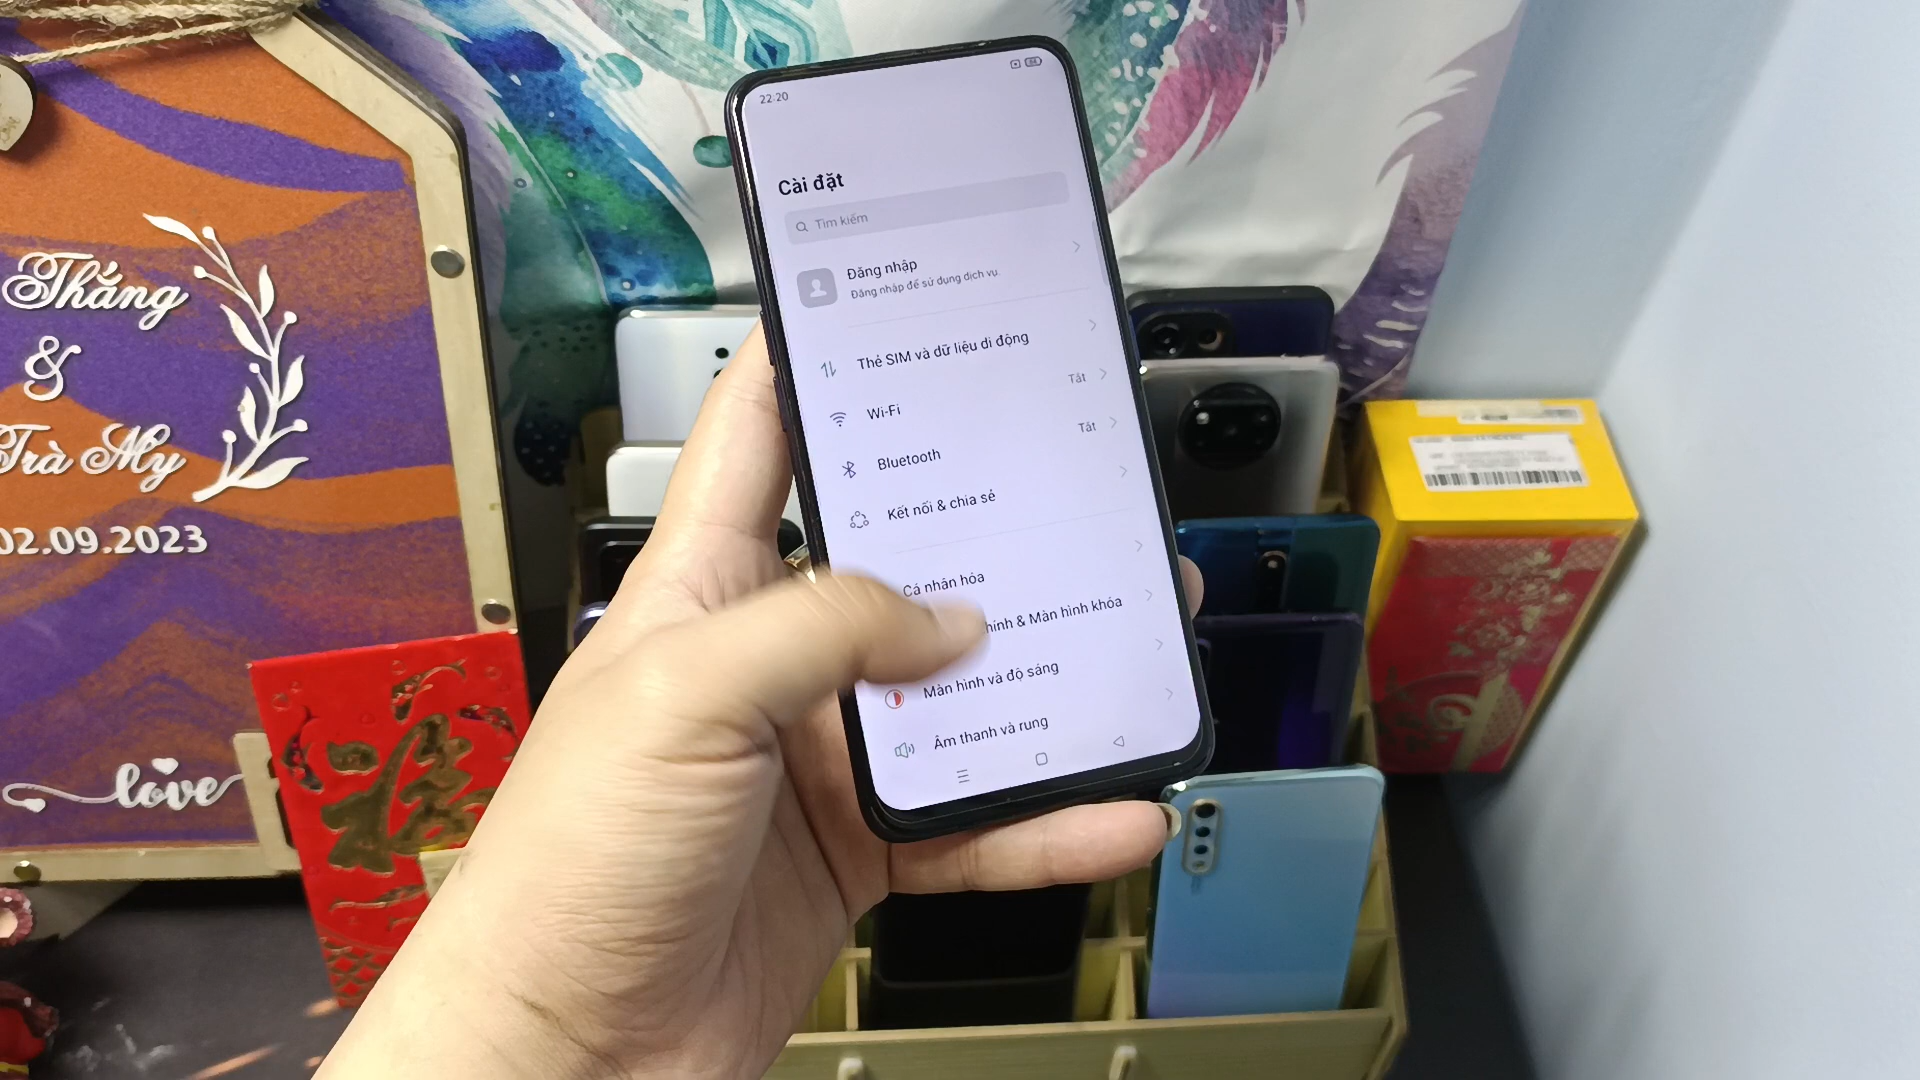 Thắng
&
Trà My
02.09.2023
love
22:20
Cài đặt
Tìm kiếm
Đăng nhập
Đăng nhập để sử dụng dịch vụ
Thẻ SIM và dữ liệu di động
Wi-Fi
Tắt
Bluetooth
Tắt
Kết nối & chia sẻ
Cá nhân hóa
hình & Màn hình khóa
Màn hình và độ sáng
Âm thanh và rung
福